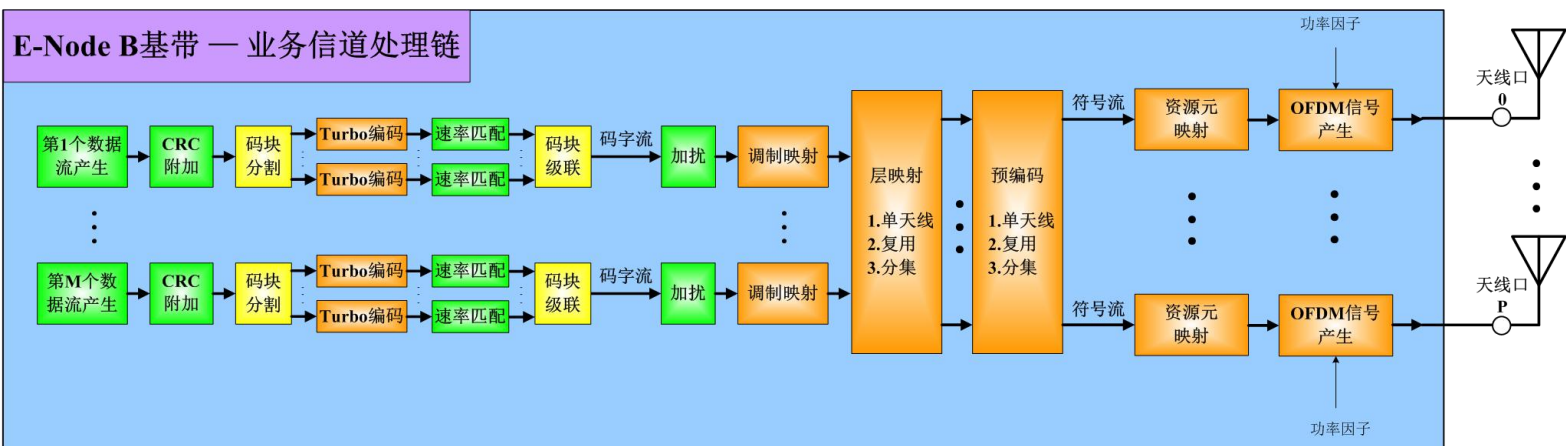 E-Node B基带 — 业务信道处理链
功率因子
天线口
0
第1个数据
流产生
CRC
附加
码块
分割
Turbo编码
Turbo编码
速率匹配
速率匹配
码块
级联
码字流
加扰
调制映射
层映射
1.单天线
2.复用
3.分集
预编码
1.单天线
2.复用
3.分集
符号流
资源元
映射
OFDM信号
产生
第M个数
据流产生
CRC
附加
码块
分割
Turbo编码
Turbo编码
速率匹配
速率匹配
码块
级联
码字流
加扰
调制映射
符号流
资源元
映射
OFDM信号
产生
天线口
P
功率因子